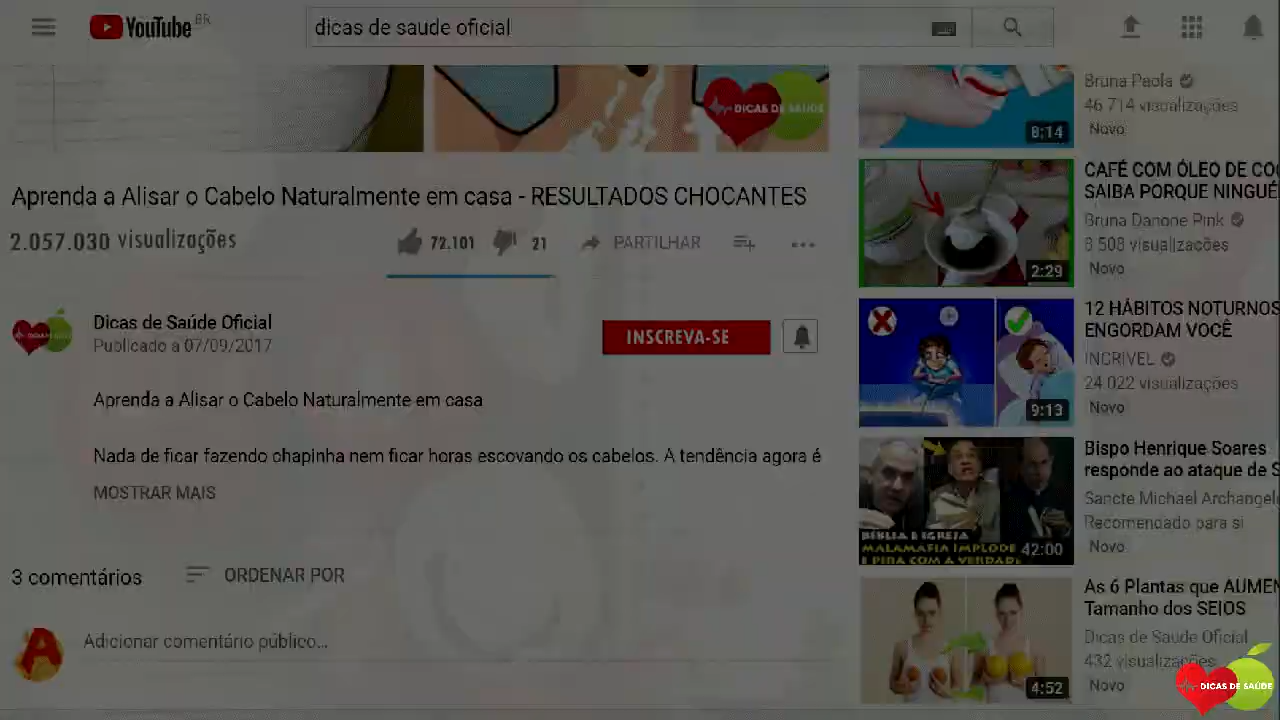 YouTube BR
dicas de saude oficial
DICAS DE SAÚDE
Aprenda a Alisar o Cabelo Naturalmente em casa - RESULTADOS CHOCANTES
2.057.030 visualizações
72.101
21
PARTILHAR
Dicas de Saúde Oficial
Publicado a 07/09/2017
INSCREVA-SE
Aprenda a Alisar o Cabelo Naturalmente em casa
Nada de ficar fazendo chapinha nem ficar horas escovando os cabelos. A tendência agora é
MOSTRAR MAIS
3 comentários
ORDENAR POR
A
Adicionar comentário público...
8:14
Bruna Paola
46 714 visualizações
Novo
2:29
CAFÉ COM ÓLEO DE CO
SAIBA PORQUE NINGUÉ
Bruna Danone Pink
8 508 visualizações
Novo
9:13
12 HÁBITOS NOTURNOS
ENGORDAM VOCÊ
INCRÍVEL
24 022 visualizações
Novo
BÍBLIA E IGREJA
MALAMAFIA IMPLODE
E PIRA COM A VERDADE
42:00
Bispo Henrique Soares
responde ao ataque de S
Sancte Michael Archangel
Recomendado para si
Novo
4:52
As 6 Plantas que AUMEN
Tamanho dos SEIOS
Dicas de Saude Oficial
432 visualizações
Novo
DICAS DE SAÚDE